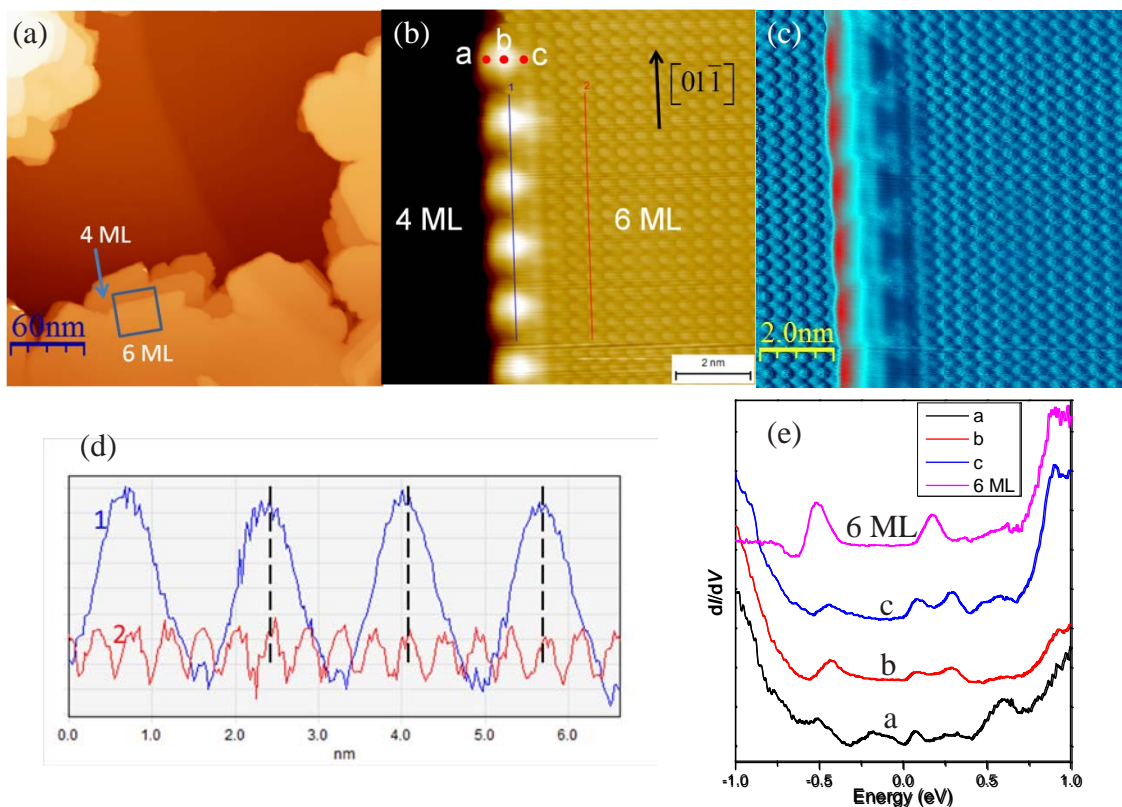 (a)
4 ML
60nm
6 ML
(b)
a b c
[01̄1̄]
1 2
4 ML 6 ML
2 nm
(c)
2.0nm
(d)
1
2
0.0 1.0 2.0 3.0 4.0 5.0 6.0
nm
(e)
a
b
c
6 ML
6 ML
c
b
a
dI/dV
-1.0 -0.5 0.0 0.5 1.0
Energy (eV)